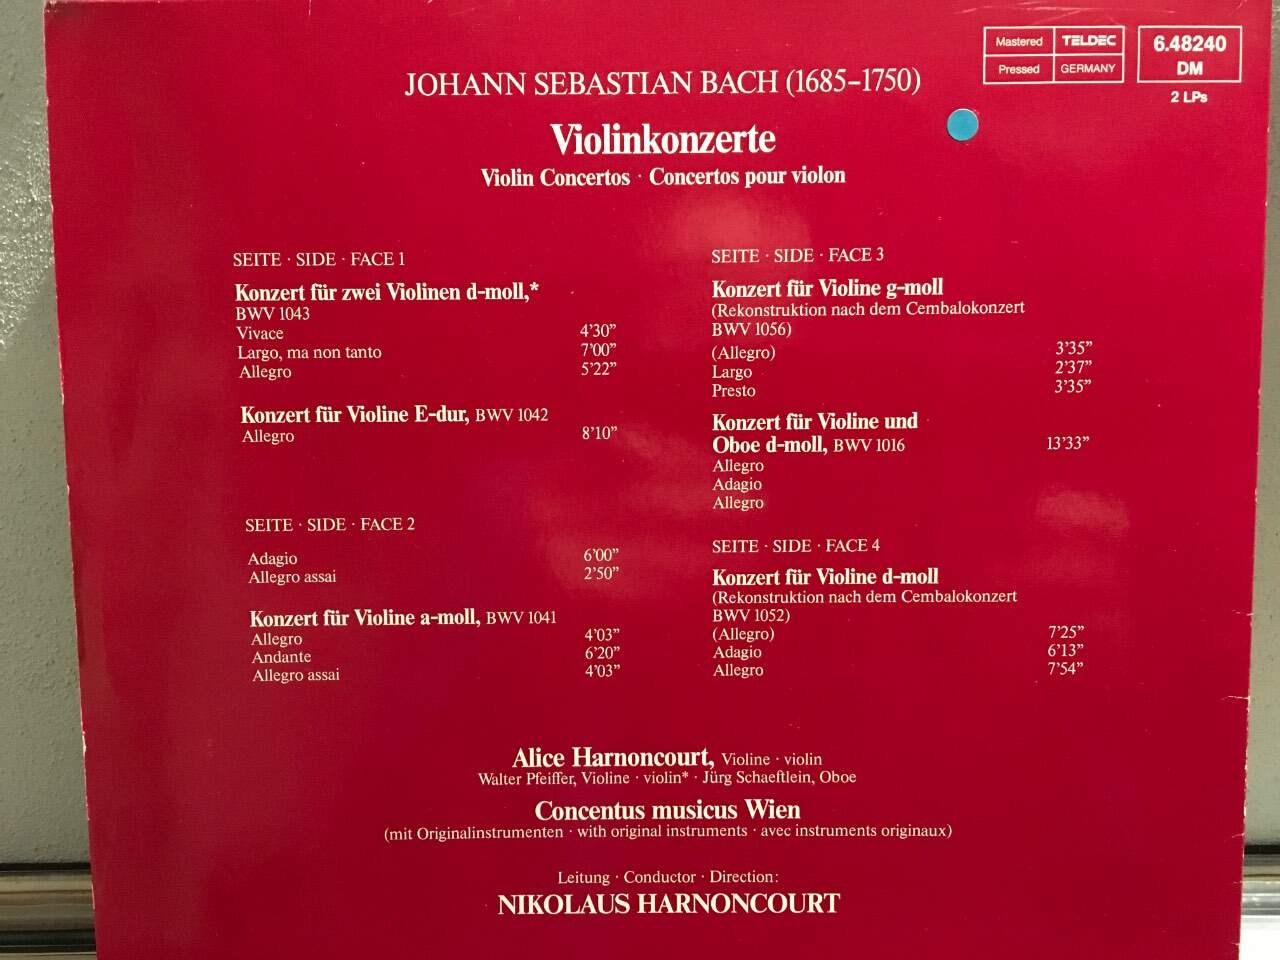 Mastered TELDEC
Pressed GERMANY
6.48240
DM
2 LPs
JOHANN SEBASTIAN BACH (1685–1750)
Violinkonzerte
Violin Concertos · Concertos pour violon
SEITE · SIDE · FACE 1
Konzert für zwei Violinen d-moll,*
BWV 1043
Vivace 4'30”
Largo, ma non tanto 7'00”
Allegro 5'22”
Konzert für Violine E-dur, BWV 1042
Allegro 8'10”
SEITE · SIDE · FACE 2
Adagio 6'00”
Allegro assai 2'50”
Konzert für Violine a-moll, BWV 1041
Allegro 4'03”
Andante 6'20”
Allegro assai 4'03”
SEITE · SIDE · FACE 3
Konzert für Violine g-moll
(Rekonstruktion nach dem Cembalokonzert
BWV 1056)
(Allegro) 3'35”
Largo 2'37”
Presto 3'35”
Konzert für Violine und
Oboe d-moll, BWV 1016 13'33”
Allegro
Adagio
Allegro
SEITE · SIDE · FACE 4
Konzert für Violine d-moll
(Rekonstruktion nach dem Cembalokonzert
BWV 1052)
(Allegro) 7'25”
Adagio 6'13”
Allegro 7'54”
Alice Harnoncourt, Violine · violin
Walter Pfeiffer, Violine · violin* · Jürg Schaeftlein, Oboe
Concentus musicus Wien
(mit Originalinstrumenten · with original instruments · avec instruments originaux)
Leitung · Conductor · Direction:
NIKOLAUS HARNONCOURT